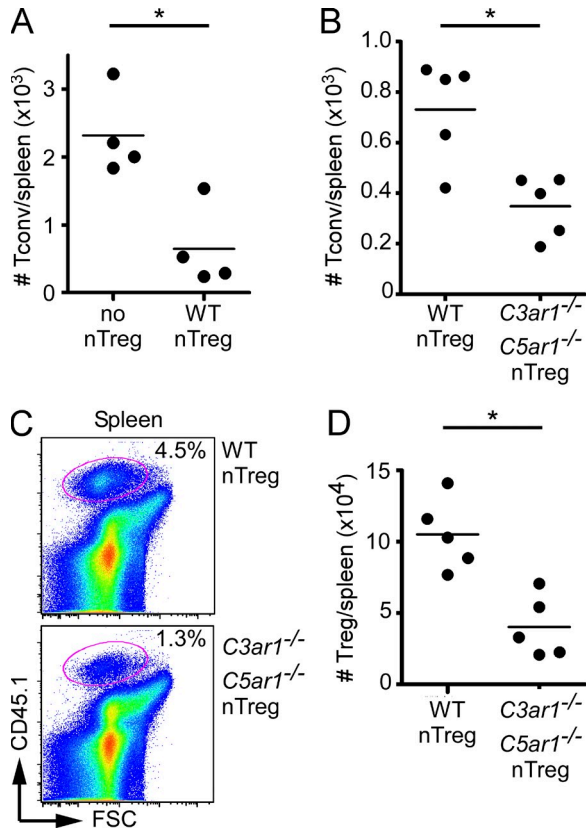 A
*
# Tconv/spleen (x10³)
3
2
1
0
no
nTreg
WT
nTreg
B
*
# Tconv/spleen (x10³)
1.0
0.8
0.6
0.4
0.2
0
WT
nTreg
C3ar1⁻/⁻
C5ar1⁻/⁻
nTreg
C
Spleen
4.5%
WT
nTreg
1.3%
C3ar1⁻/⁻
C5ar1⁻/⁻
nTreg
CD45.1
FSC
D
*
# Treg/spleen (x10⁴)
15
10
5
0
WT
nTreg
C3ar1⁻/⁻
C5ar1⁻/⁻
nTreg